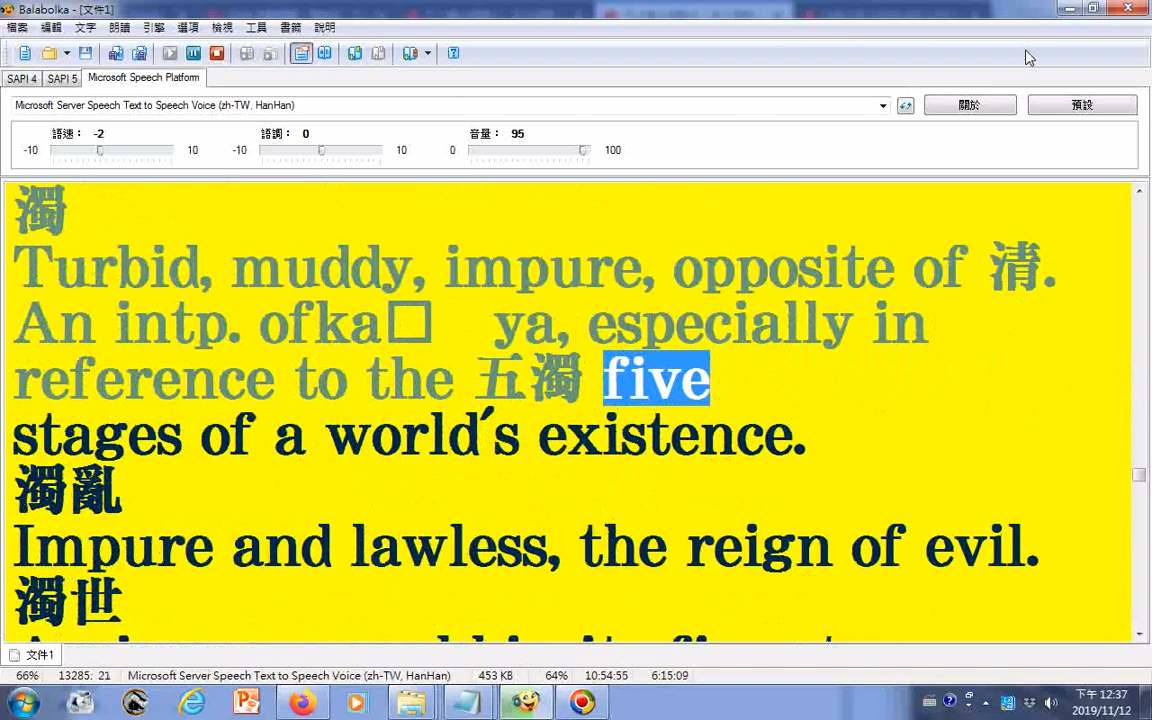 Balabolka - [文件1]
檔案 編輯 文字 朗讀 引擎 選項 檢視 工具 書籤 說明
SAPI 4 SAPI 5 Microsoft Speech Platform
Microsoft Server Speech Text to Speech Voice (zh-TW, HanHan) 關於 預設
語速： -2 語調： 0 音量： 95
-10 10 -10 10 0 100
濁
Turbid, muddy, impure, opposite of 清.
An intp. ofka□ ya, especially in
reference to the 五濁 five
stages of a world's existence.
濁亂
Impure and lawless, the reign of evil.
濁世
文件1
66% 13285: 21 Microsoft Server Speech Text to Speech Voice (zh-TW, HanHan) 453 KB 64% 10:54:55 6:15:09
下午 12:37
2019/11/12